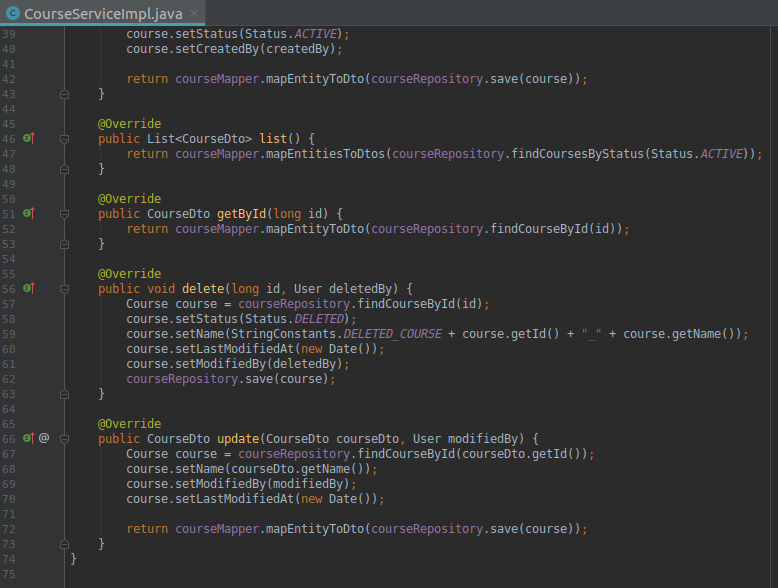 CourseServiceImpl.java
39 course.setStatus(Status.ACTIVE);
40 course.setCreatedBy(createdBy);
41
42 return courseMapper.mapEntityToDto(courseRepository.save(course));
43 }
44
45 @Override
46 public List<CourseDto> list() {
47 return courseMapper.mapEntitiesToDtos(courseRepository.findCoursesByStatus(Status.ACTIVE));
48 }
49
50 @Override
51 public CourseDto getById(long id) {
52 return courseMapper.mapEntityToDto(courseRepository.findCourseById(id));
53 }
54
55 @Override
56 public void delete(long id, User deletedBy) {
57 Course course = courseRepository.findCourseById(id);
58 course.setStatus(Status.DELETED);
59 course.setName(StringConstants.DELETED_COURSE + course.getId() + "_" + course.getName());
60 course.setLastModifiedAt(new Date());
61 course.setModifiedBy(deletedBy);
62 courseRepository.save(course);
63 }
64
65 @Override
66 @ public CourseDto update(CourseDto courseDto, User modifiedBy) {
67 Course course = courseRepository.findCourseById(courseDto.getId());
68 course.setName(courseDto.getName());
69 course.setModifiedBy(modifiedBy);
70 course.setLastModifiedAt(new Date());
71
72 return courseMapper.mapEntityToDto(courseRepository.save(course));
73 }
74 }
75